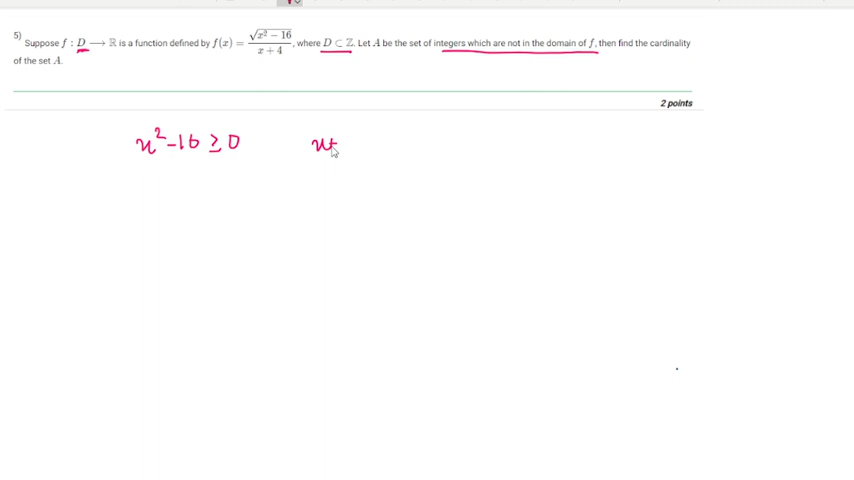 5) Suppose f : D ⟶ ℝ is a function defined by f(x) = √(x² − 16) / (x + 4), where D ⊂ ℤ. Let A be the set of integers which are not in the domain of f, then find the cardinality
of the set A.
2 points
x² - 16 ≥ 0 x+